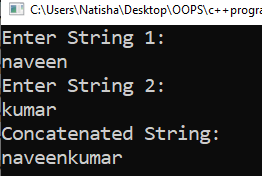 C:\Users\Natisha\Desktop\OOPS\c++progra
Enter String 1:
naveen
Enter String 2:
kumar
Concatenated String:
naveenkumar